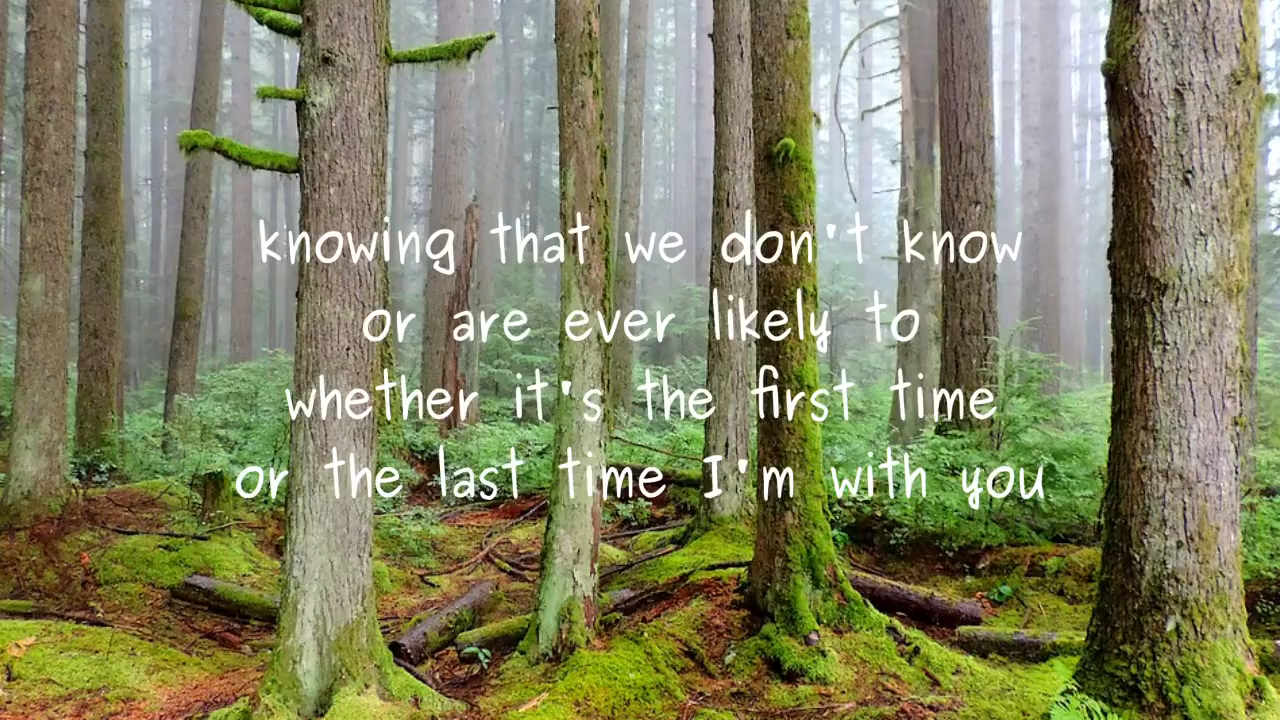 knowing that we don't know
or are ever likely to
whether it's the first time
or the last time I'm with you